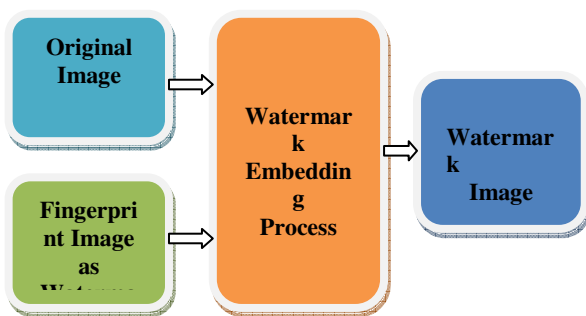 Original
Image
Fingerpri
nt Image
as
Watermar
k
Embeddin
g
Process
Watermar
k
Image